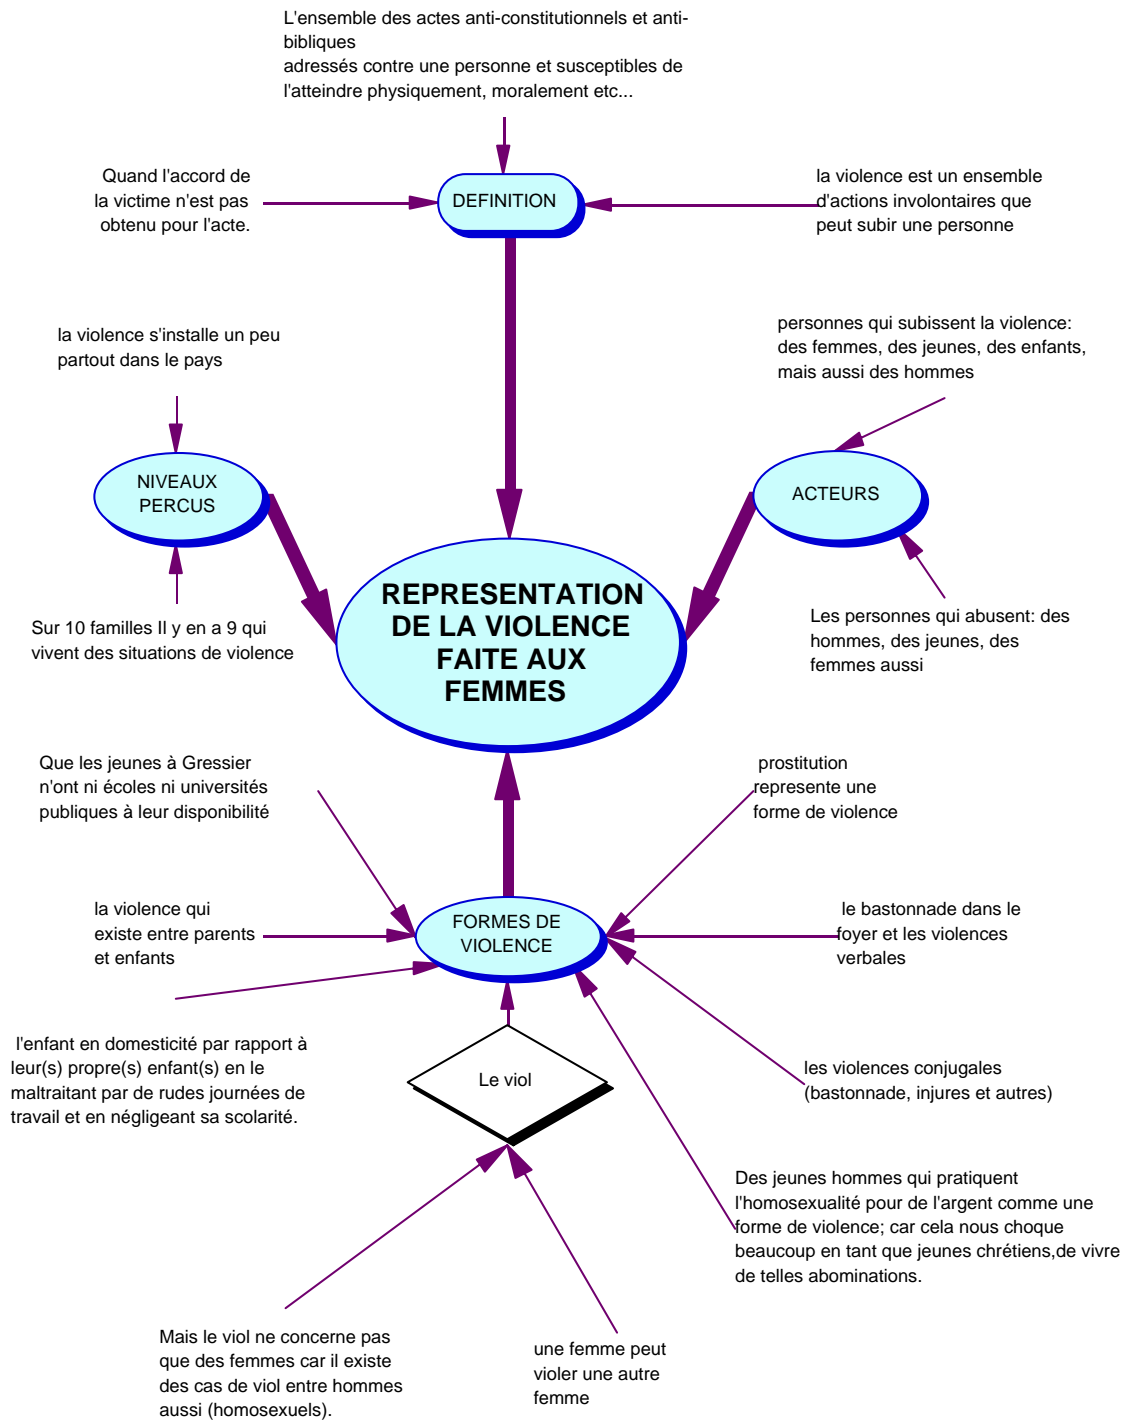 L'ensemble des actes anti-constitutionnels et anti-
bibliques
adressés contre une personne et susceptibles de
l'atteindre physiquement, moralement etc...
Quand l'accord de
la victime n'est pas
obtenu pour l'acte.
DEFINITION
la violence est un ensemble
d'actions involontaires que
peut subir une personne
la violence s'installe un peu
partout dans le pays
personnes qui subissent la violence:
des femmes, des jeunes, des enfants,
mais aussi des hommes
NIVEAUX
PERCUS
ACTEURS
Sur 10 familles Il y en a 9 qui
vivent des situations de violence
REPRESENTATION
DE LA VIOLENCE
FAITE AUX
FEMMES
Les personnes qui abusent: des
hommes, des jeunes, des
femmes aussi
Que les jeunes à Gressier
n'ont ni écoles ni universités
publiques à leur disponibilité
prostitution
represente une
forme de violence
la violence qui
existe entre parents
et enfants
FORMES DE
VIOLENCE
le bastonnade dans le
foyer et les violences
verbales
l'enfant en domesticité par rapport à
leur(s) propre(s) enfant(s) en le
maltraitant par de rudes journées de
travail et en négligeant sa scolarité.
Le viol
les violences conjugales
(bastonnade, injures et autres)
Des jeunes hommes qui pratiquent
l'homosexualité pour de l'argent comme une
forme de violence; car cela nous choque
beaucoup en tant que jeunes chrétiens,de vivre
de telles abominations.
Mais le viol ne concerne pas
que des femmes car il existe
des cas de viol entre hommes
aussi (homosexuels).
une femme peut
violer une autre
femme